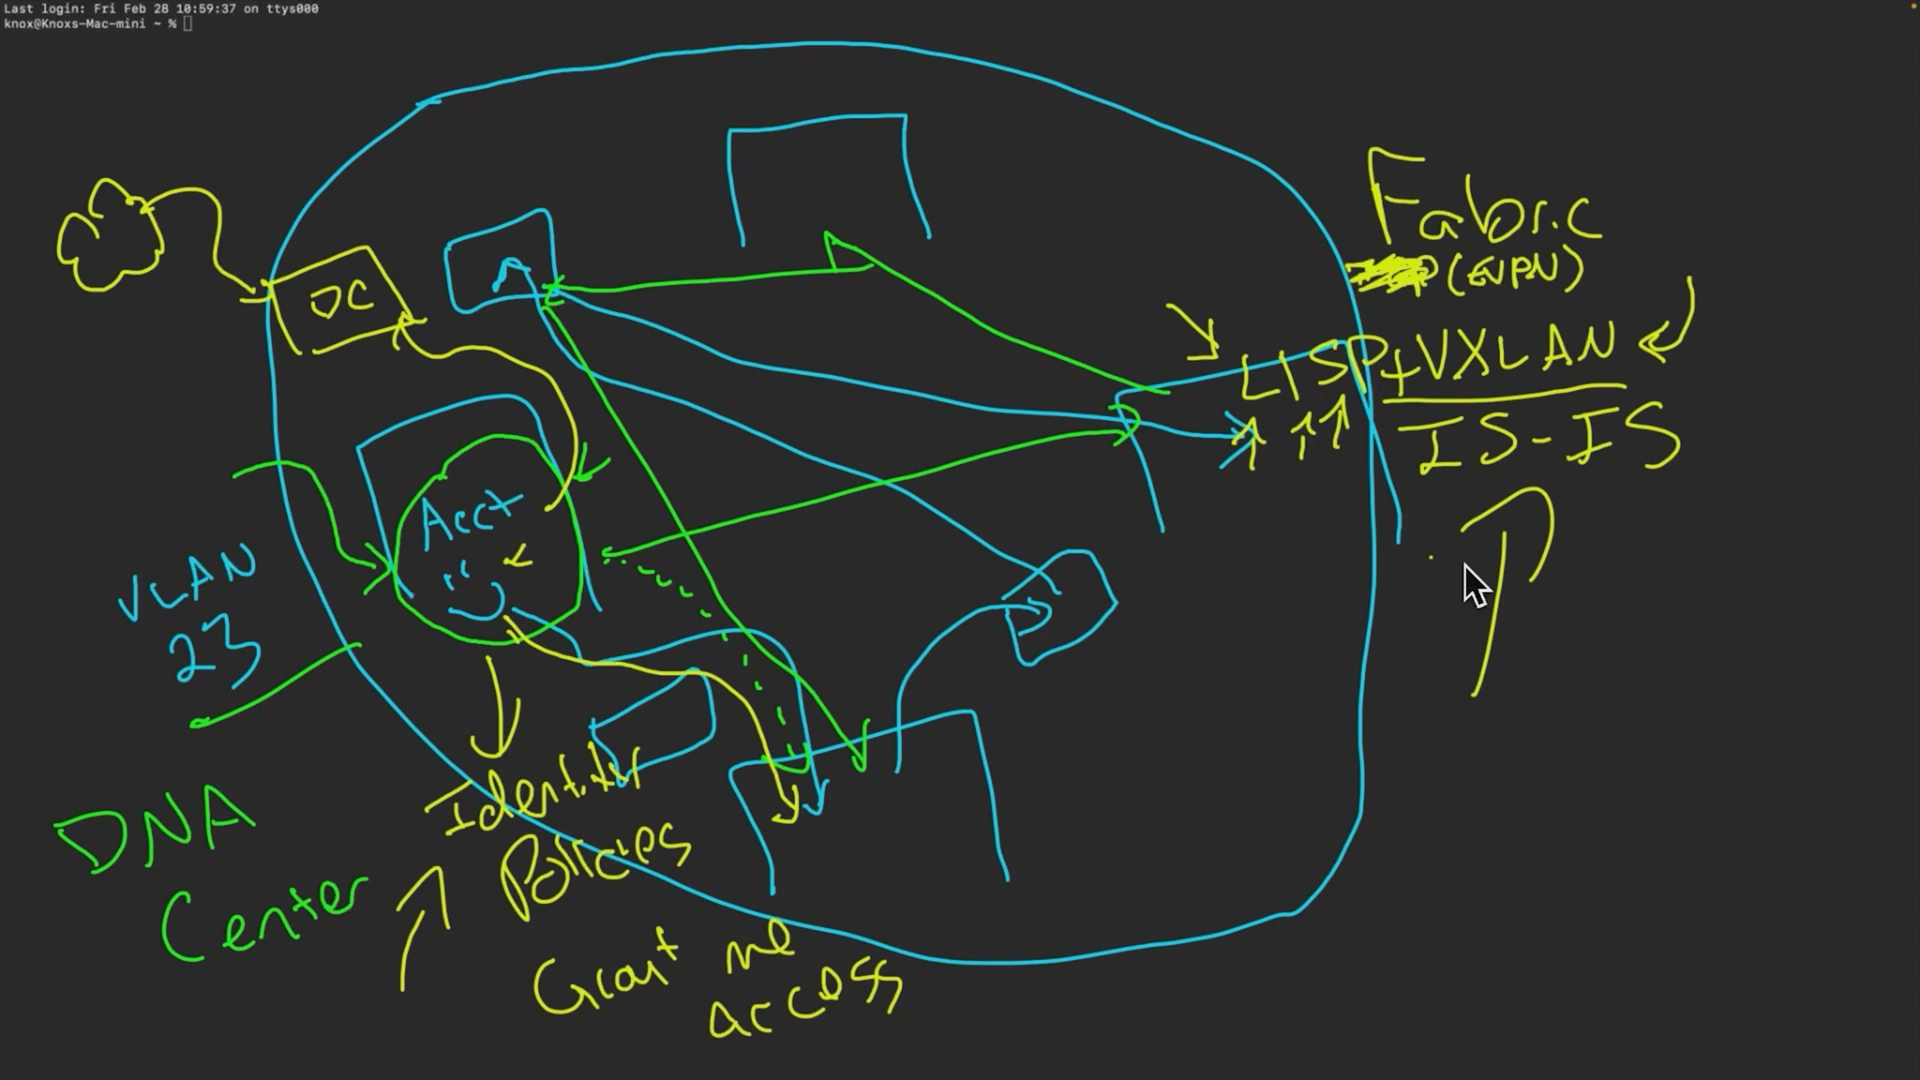 Last login: Fri Feb 28 10:59:37 on ttys000
knox@Knoxs-Mac-mini ~ %
Fabric
(EVPN)
DC
LISP+VXLAN
IS-IS
Acct
VLAN
23
Identity
Policies
DNA
Center
Grant me
access